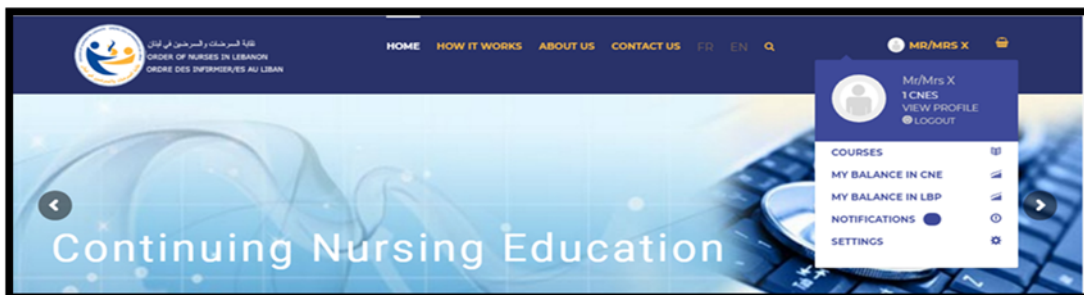 نقابة الممرضات والممرضين في لبنان
ORDER OF NURSES IN LEBANON
ORDRE DES INFIRMIER/ES AU LIBAN
HOME HOW IT WORKS ABOUT US CONTACT US FR EN MR/MRS X
Mr/Mrs X
1 CNES
VIEW PROFILE
LOGOUT
COURSES
MY BALANCE IN CNE
MY BALANCE IN LBP
NOTIFICATIONS
SETTINGS
Continuing Nursing Education